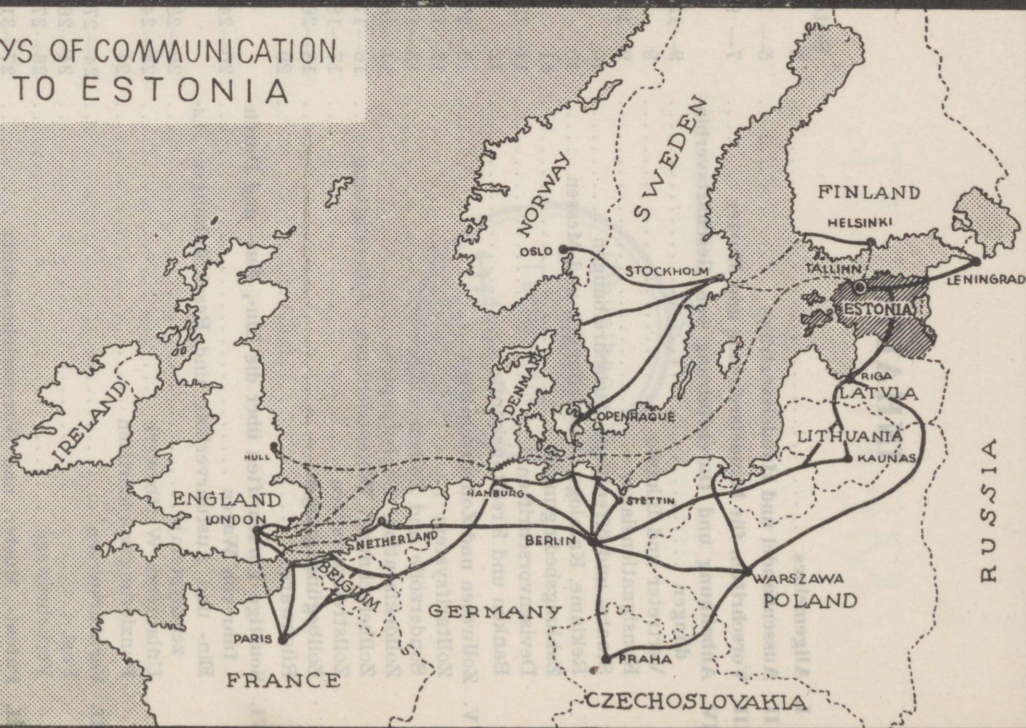 YS OF COMMUNICATION
TO ESTONIA
NORWAY
SWEDEN
FINLAND
HELSINKI
OSLO
STOCKHOLM
TALLINN
LENINGRAD
ESTONIA
DENMARK
RIGA
LATVIA
COPENHAGUE
IRELAND
LITHUANIA
KAUNAS
HULL
ENGLAND
LONDON
HAMBURG
STETTIN
NETHERLAND
BERLIN
BELGIUM
WARSZAWA
POLAND
RUSSIA
GERMANY
PARIS
PRAHA
FRANCE
CZECHOSLOVAKIA